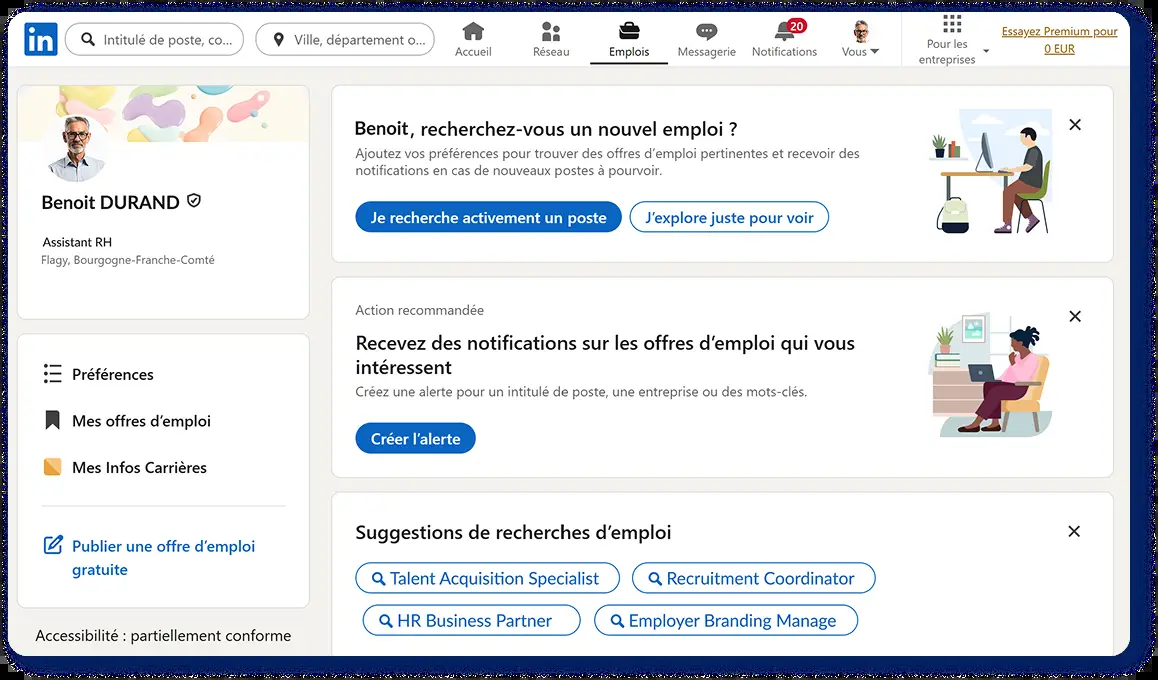 in
Intitulé de poste, co...
Ville, département o...
Accueil
Réseau
Emplois
Messagerie
20
Notifications
Vous
Pour les
entreprises
Essayez Premium pour
0 EUR
Benoit DURAND
Assistant RH
Flagy, Bourgogne-Franche-Comté
Préférences
Mes offres d’emploi
Mes Infos Carrières
Publier une offre d’emploi
gratuite
Accessibilité : partiellement conforme
Benoit, recherchez-vous un nouvel emploi ?
Ajoutez vos préférences pour trouver des offres d’emploi pertinentes et recevoir des
notifications en cas de nouveaux postes à pourvoir.
Je recherche activement un poste
J’explore juste pour voir
Action recommandée
Recevez des notifications sur les offres d’emploi qui vous
intéressent
Créez une alerte pour un intitulé de poste, une entreprise ou des mots-clés.
Créer l’alerte
Suggestions de recherches d’emploi
Talent Acquisition Specialist
Recruitment Coordinator
HR Business Partner
Employer Branding Manage